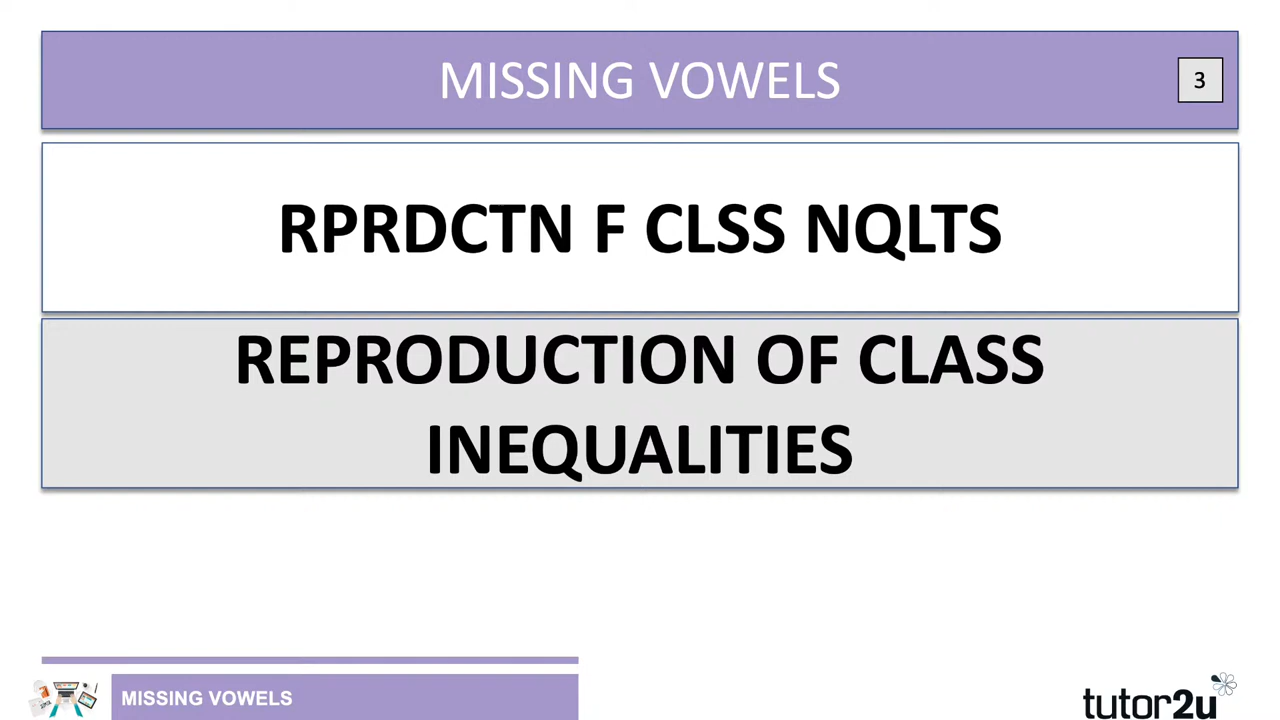 MISSING VOWELS
3
RPRDCTN F CLSS NQLTS
REPRODUCTION OF CLASS
INEQUALITIES
MISSING VOWELS
tutor2u